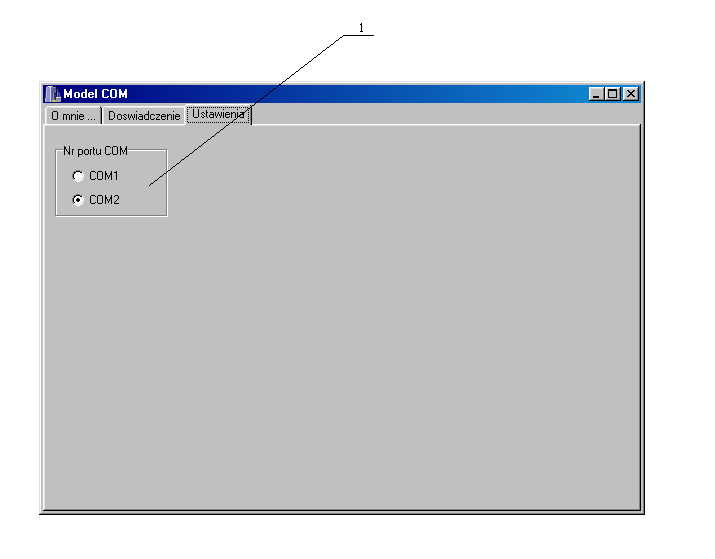 1
Model COM
O mnie ... Doswiadczenie Ustawienia
Nr portu COM
COM1
COM2